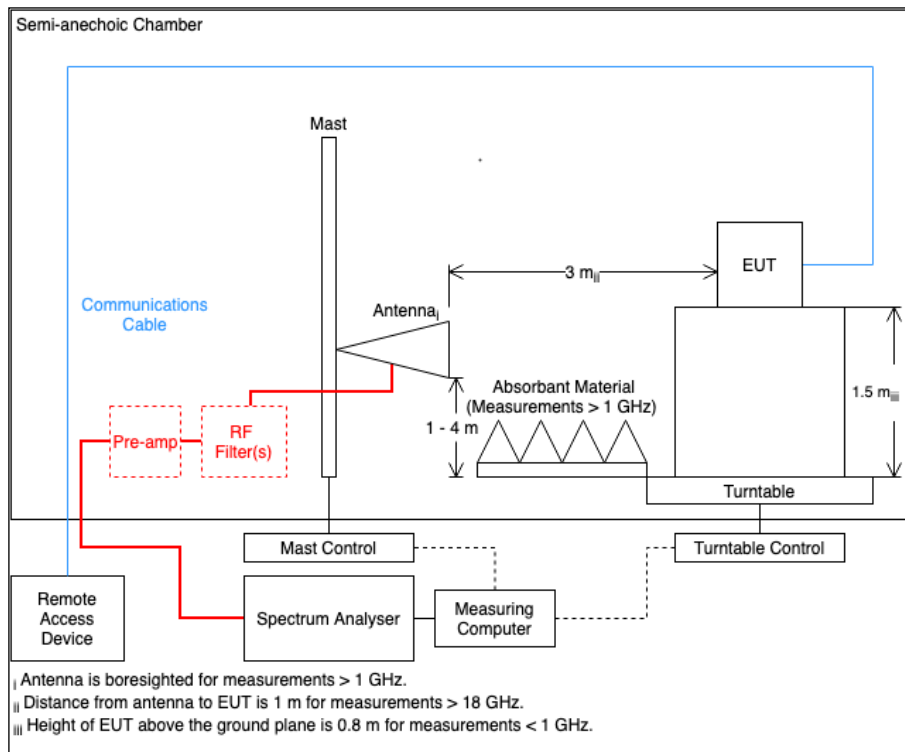 Semi-anechoic Chamber
Mast
EUT
3 mii
Communications
Cable
Antennai
Absorbant Material
(Measurements > 1 GHz)
1.5 miii
1 - 4 m
Pre-amp
RF
Filter(s)
Turntable
Mast Control
Turntable Control
Remote
Access
Device
Spectrum Analyser
Measuring
Computer
i Antenna is boresighted for measurements > 1 GHz.
ii Distance from antenna to EUT is 1 m for measurements > 18 GHz.
iii Height of EUT above the ground plane is 0.8 m for measurements < 1 GHz.